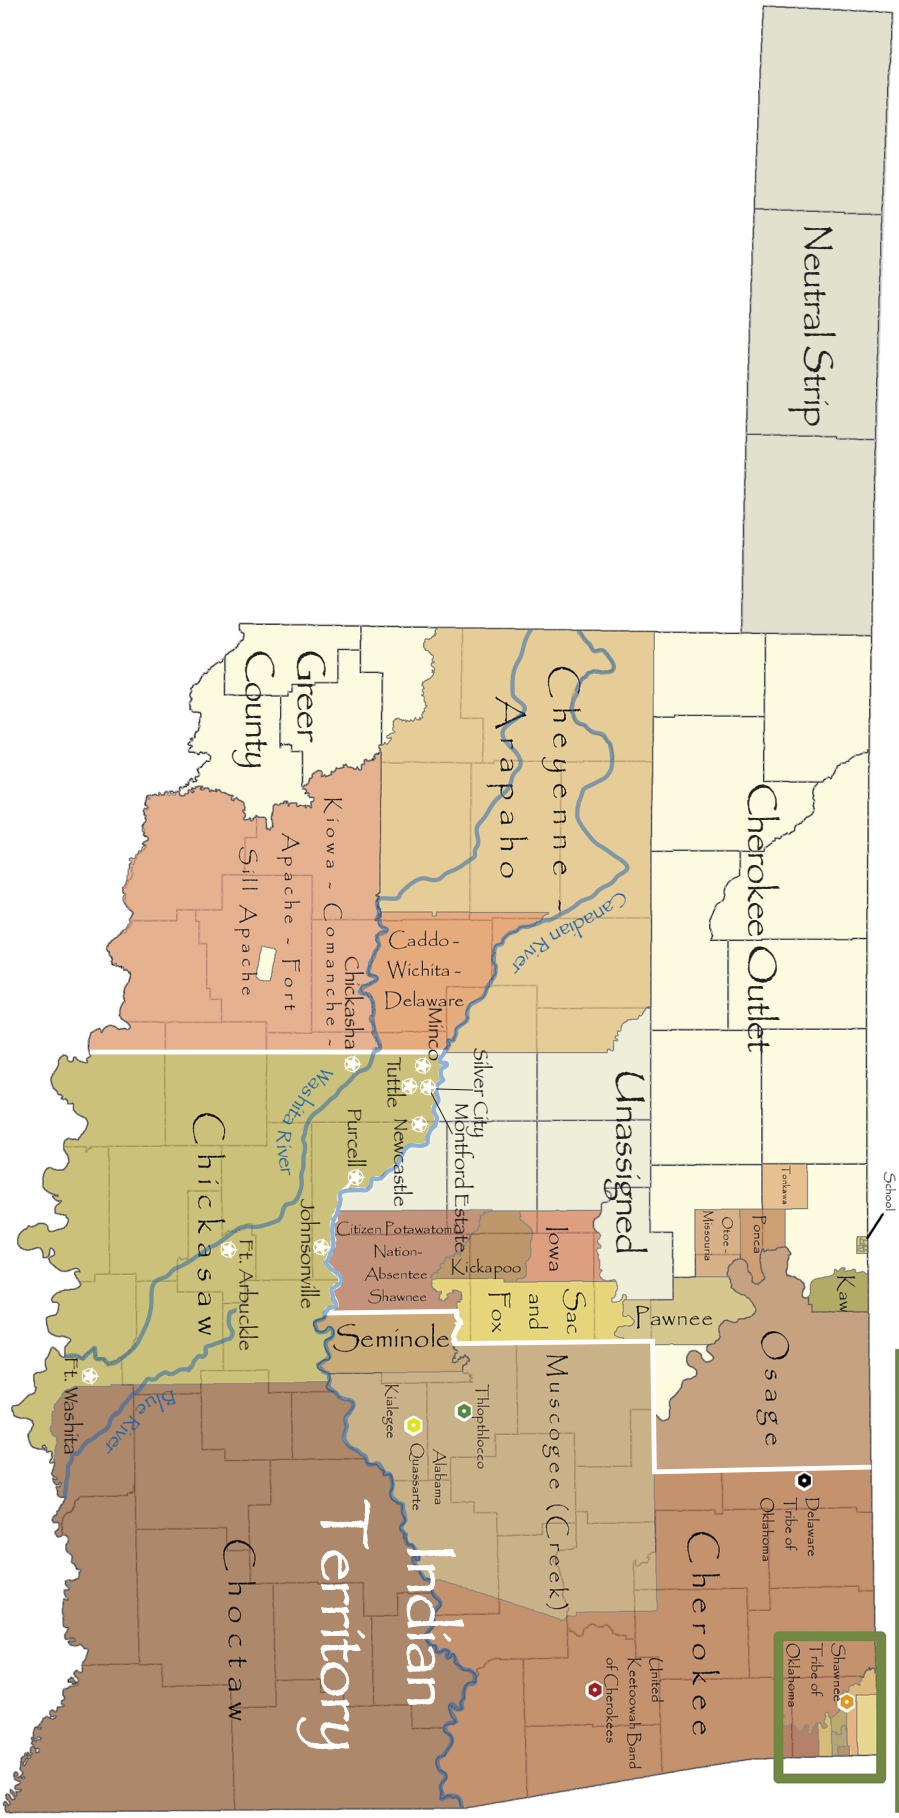 Neutral Strip
Cherokee Outlet
Cheyenne ~
Arapaho
Greer
County
Kiowa ~ Comanche ~
Apache ~ Fort
Sill Apache
Caddo -
Wichita -
Delaware
Canadian River
Unassigned
School
Tonkawa
Ponca
Otoe -
Missouria
Kaw
Osage
Pawnee
Iowa
Kickapoo
Sac
and
Fox
Citizen Potawatomi
Nation-
Absentee
Shawnee
Seminole
Chickasha
Minco
Tuttle
Silver City
Montford Estate
Newcastle
Purcell
Johnsonville
Washita River
Chickasaw
Ft. Arbuckle
Ft. Washita
Blue River
Muscogee (Creek)
Thlopthlocco
Alabama
Quassarte
Kialegee
Cherokee
Delaware
Tribe of
Oklahoma
Shawnee
Tribe of
Oklahoma
United
Keetoowah Band
of Cherokees
Choctaw
Indian
Territory